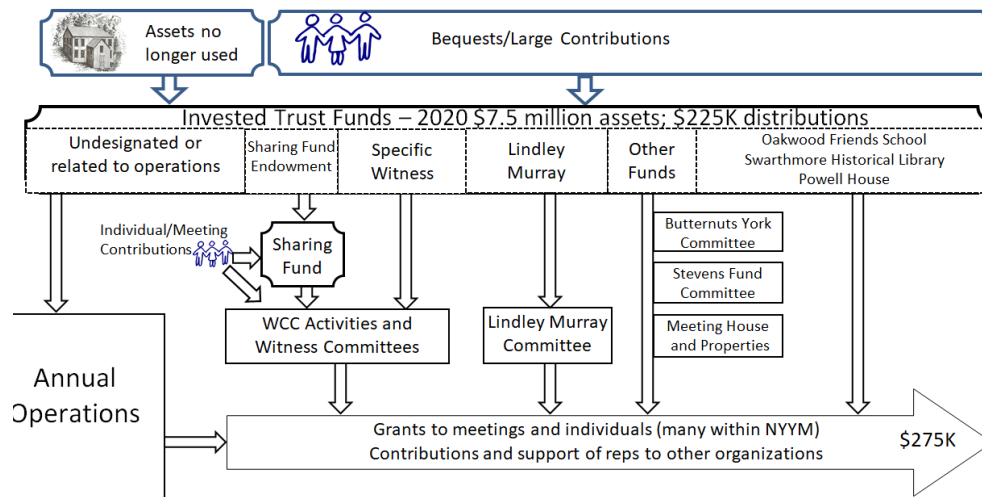 Assets no
longer used
Bequests/Large Contributions
Invested Trust Funds – 2020 $7.5 million assets; $225K distributions
Undesignated or
related to operations
Sharing Fund
Endowment
Specific
Witness
Lindley
Murray
Other
Funds
Oakwood Friends School
Swarthmore Historical Library
Powell House
Individual/Meeting
Contributions
Sharing
Fund
Butternuts York
Committee
Stevens Fund
Committee
Meeting House
and Properties
WCC Activities and
Witness Committees
Lindley Murray
Committee
Annual
Operations
Grants to meetings and individuals (many within NYYM)
Contributions and support of reps to other organizations
$275K